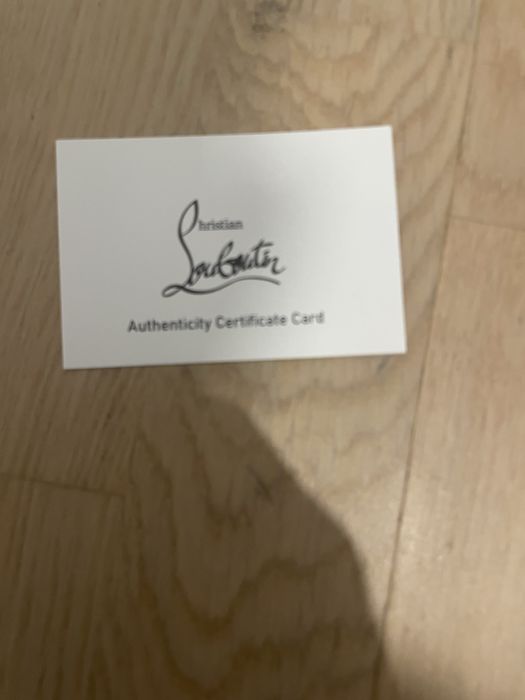 Christian
Louboutin
Authenticity Certificate Card